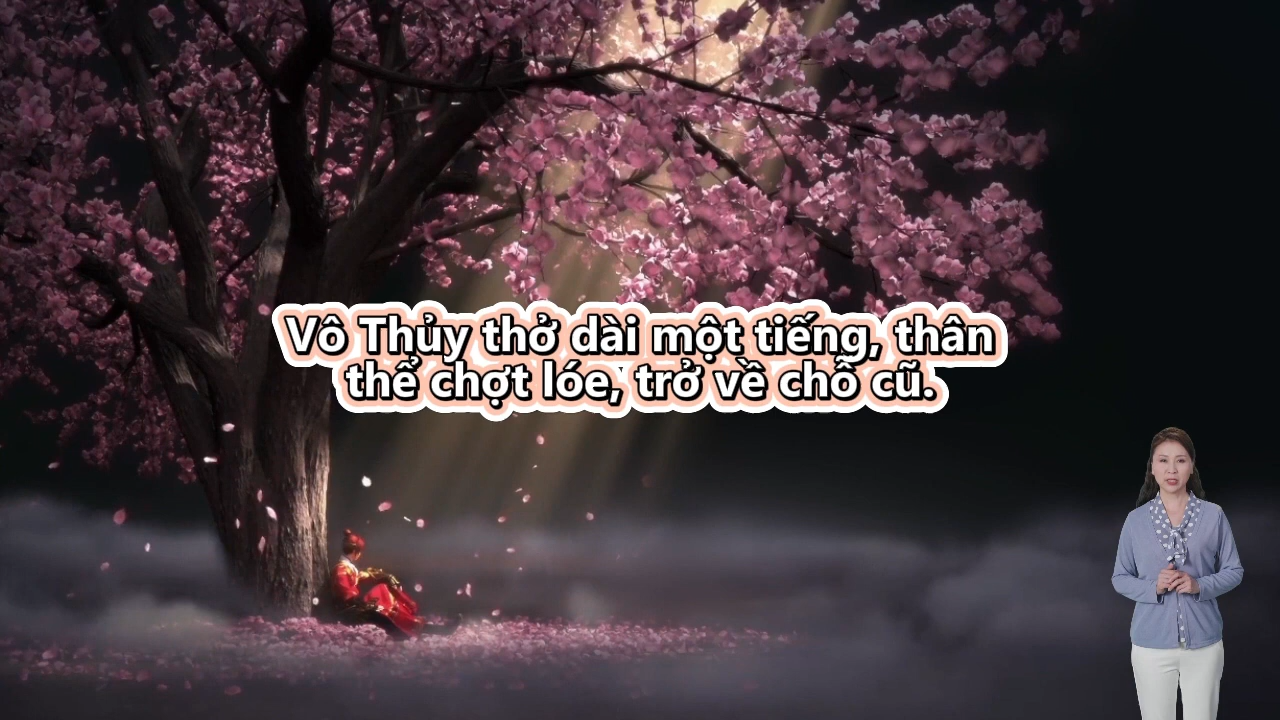 Vô Thủy thở dài một tiếng, thân
thể chợt lóe, trở về chỗ cũ.